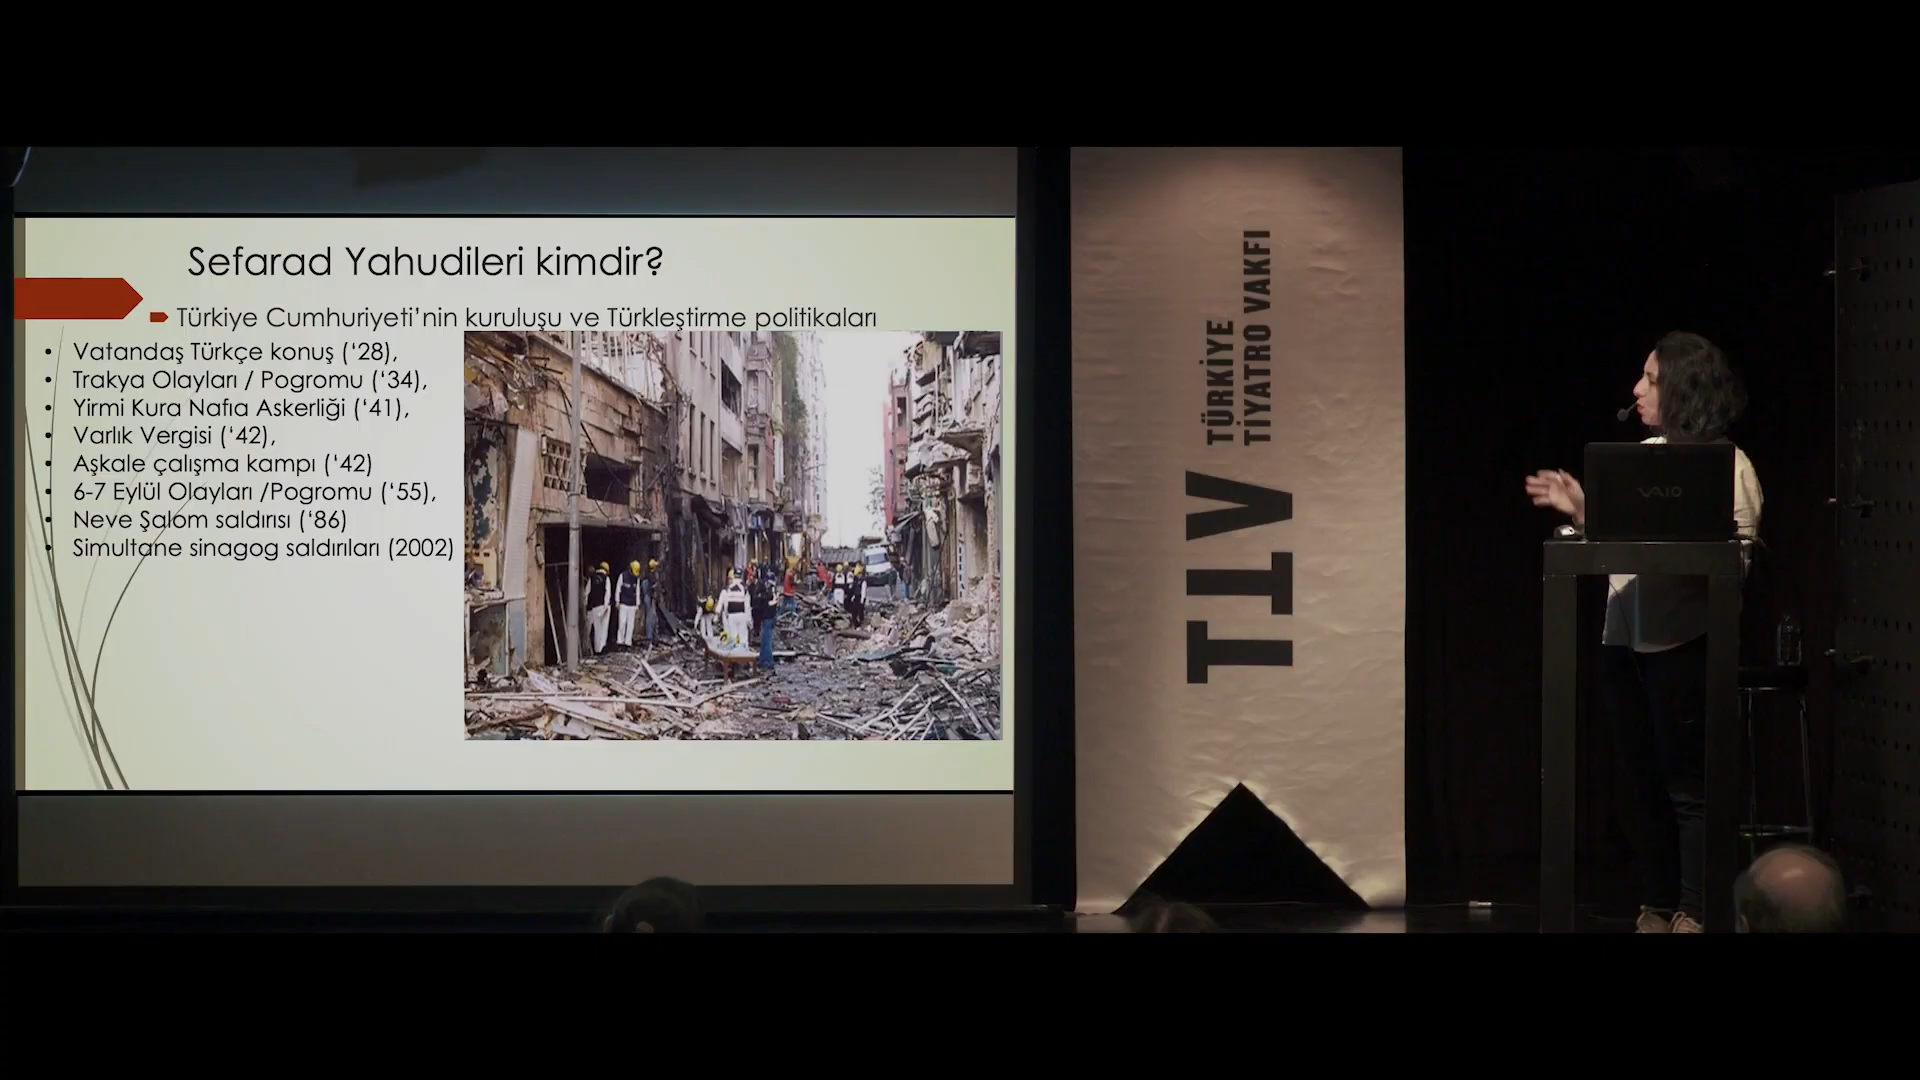 Sefarad Yahudileri kimdir?
Türkiye Cumhuriyeti’nin kuruluşu ve Türkleştirme politikaları
• Vatandaş Türkçe konuş (‘28),
• Trakya Olayları / Pogromu (‘34),
• Yirmi Kura Nafıa Askerliği (‘41),
• Varlık Vergisi (‘42),
• Aşkale çalışma kampı (‘42)
• 6-7 Eylül Olayları /Pogromu (‘55),
• Neve Şalom saldırısı (‘86)
• Simultane sinagog saldırıları (2002)
TÜRKİYE
TİYATRO VAKFI
TTV
VAIO